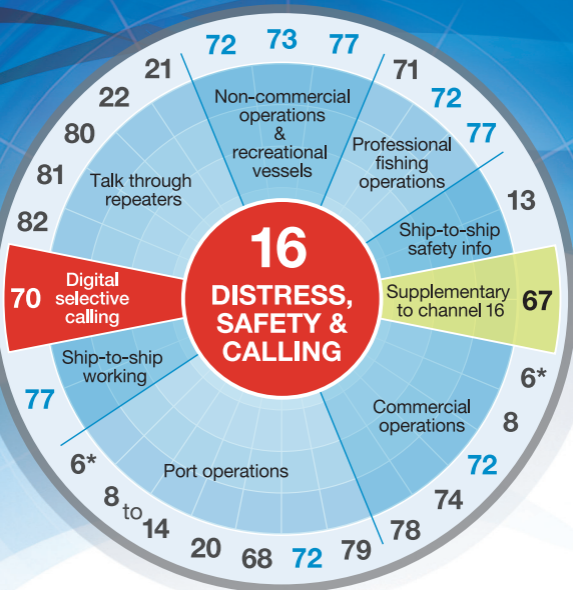 16
DISTRESS,
SAFETY &
CALLING
72 73 77
Non-commercial
operations
&
recreational
vessels
71
72
77
Professional
fishing
operations
13
Ship-to-ship
safety info
Supplementary
to channel 16
67
6*
8
72
74
78
Commercial
operations
79
72
68
20
14
to
8
6*
Port operations
77
Ship-to-ship
working
70
Digital
selective
calling
82
81
80
22
21
Talk through
repeaters